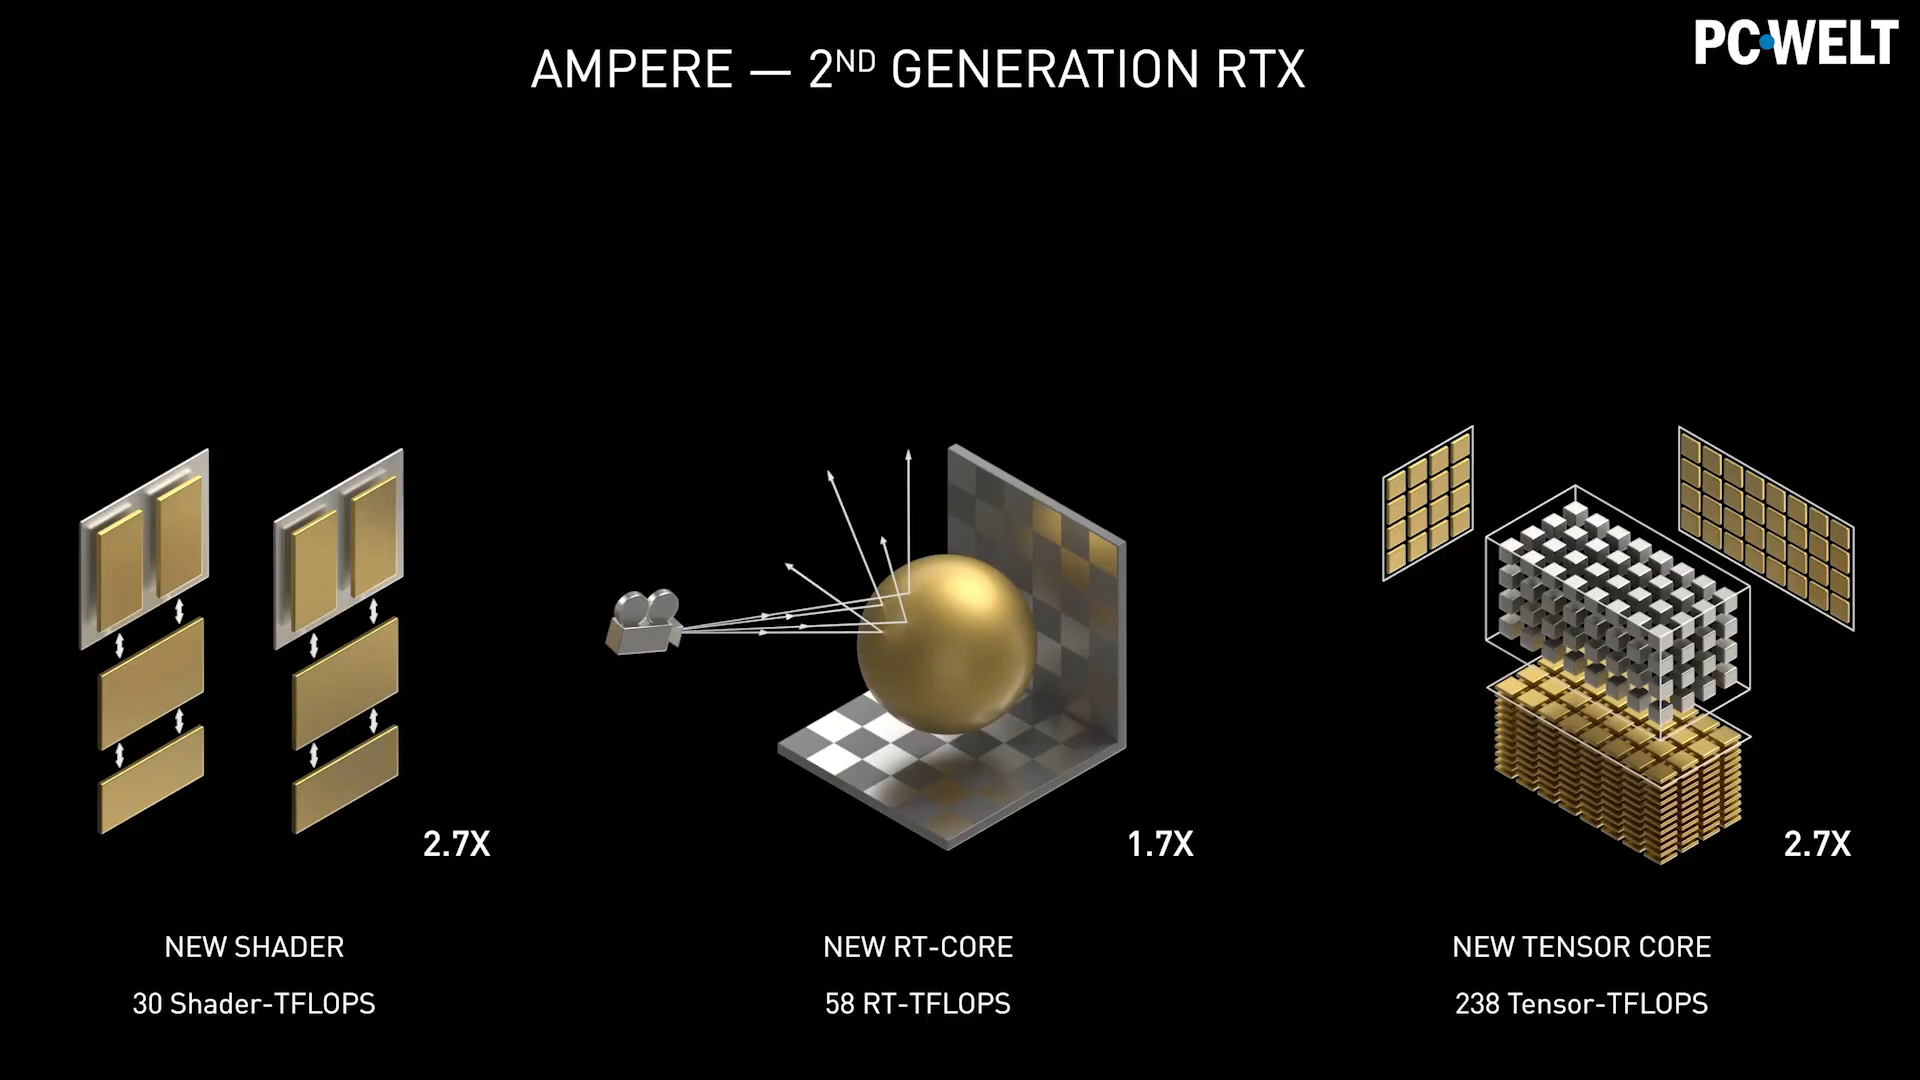 PC WELT
AMPERE — 2ND GENERATION RTX
2.7X
1.7X
2.7X
NEW SHADER
30 Shader-TFLOPS
NEW RT-CORE
58 RT-TFLOPS
NEW TENSOR CORE
238 Tensor-TFLOPS